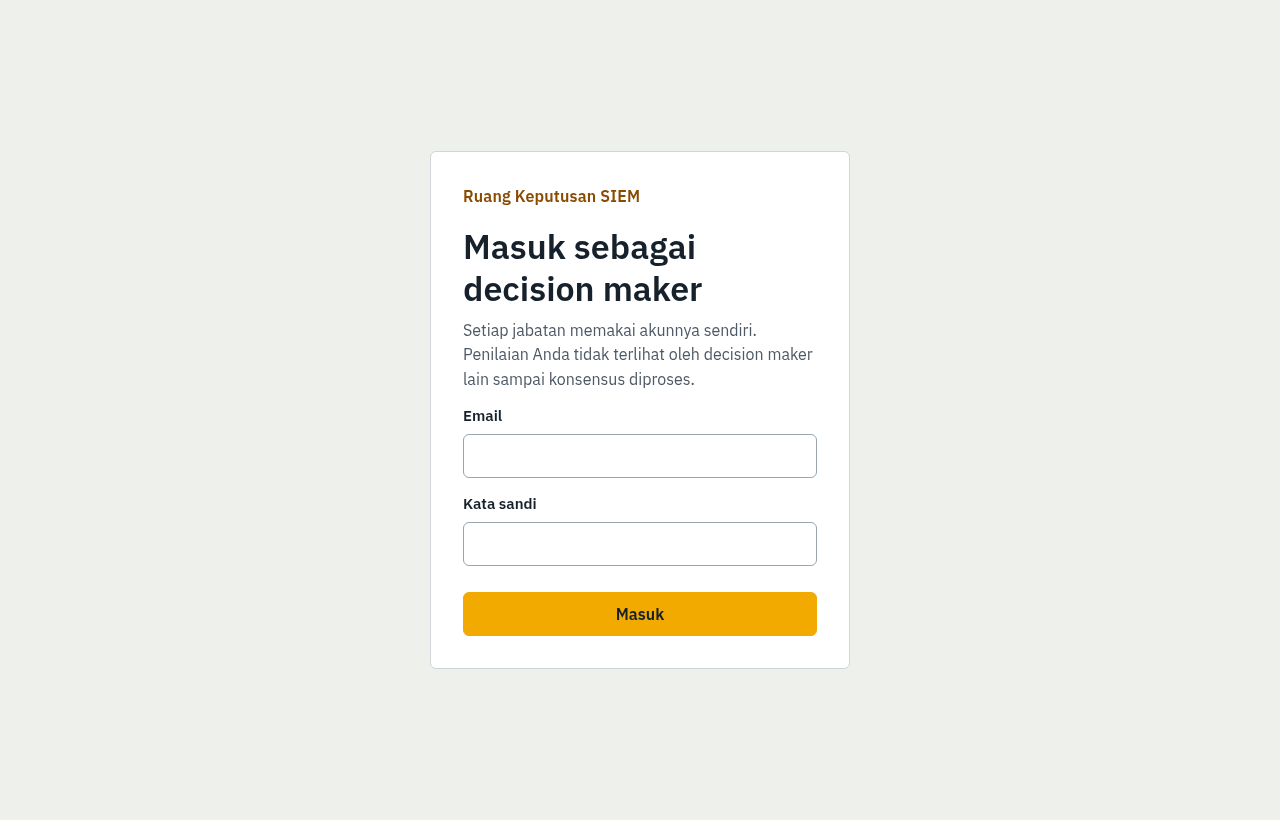 Ruang Keputusan SIEM
Masuk sebagai
decision maker
Setiap jabatan memakai akunnya sendiri.
Penilaian Anda tidak terlihat oleh decision maker
lain sampai konsensus diproses.
Email
Kata sandi
Masuk